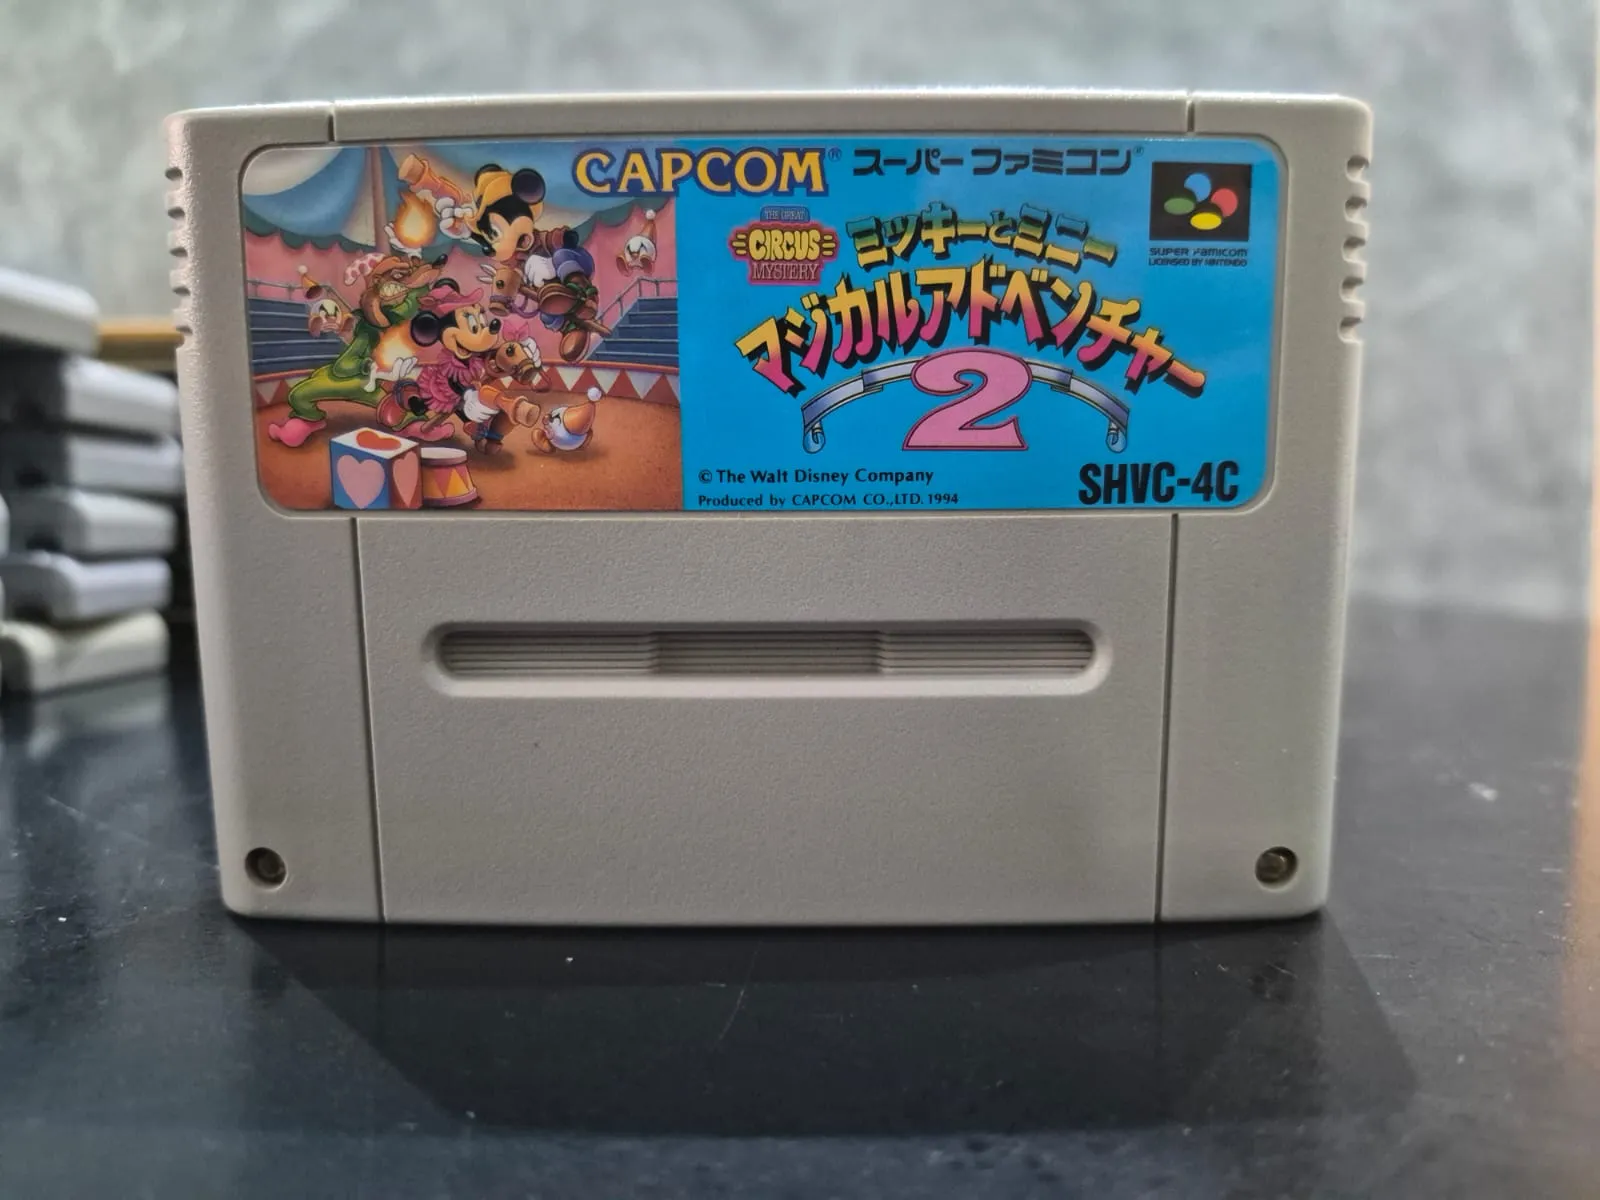 CAPCOM®
スーパーファミコン®
SUPER FAMICOM
LICENSED BY NINTENDO
THE GREAT
CIRCUS
MYSTERY
ミッキーとミニー
マジカルアドベンチャー
2
© The Walt Disney Company
Produced by CAPCOM CO.,LTD. 1994
SHVC-4C